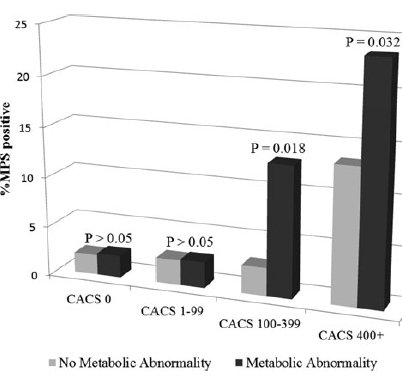 25
20
15
10
5
0
%MPS positive
P > 0.05
P > 0.05
P = 0.018
P = 0.032
CACS 0
CACS 1-99
CACS 100-399
CACS 400+
No Metabolic Abnormality
Metabolic Abnormality